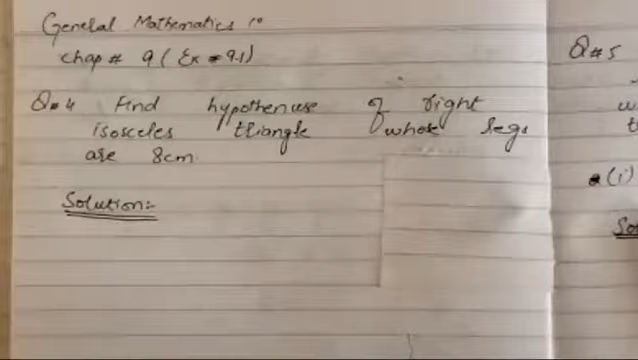 General Mathematics 10
chap # 9 (Ex # 9.1)
Q#4 Find hypothenuse of right
isosceles triangle whose legs
are 8cm
Solution:-
Q#5
(i)